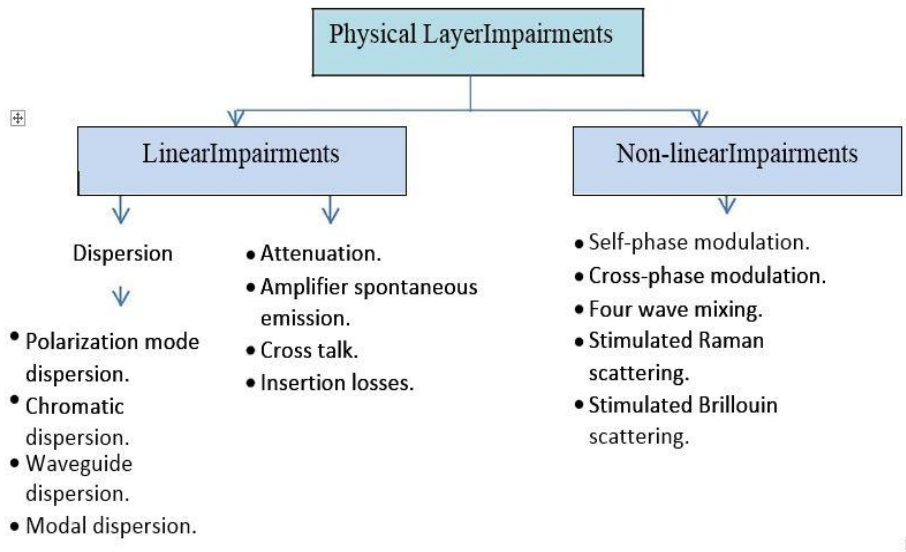 Physical LayerImpairments
LinearImpairments
Non-linearImpairments
Dispersion
• Polarization mode
dispersion.
• Chromatic
dispersion.
• Waveguide
dispersion.
• Modal dispersion.
• Attenuation.
• Amplifier spontaneous
emission.
• Cross talk.
• Insertion losses.
• Self-phase modulation.
• Cross-phase modulation.
• Four wave mixing.
• Stimulated Raman
scattering.
• Stimulated Brillouin
scattering.